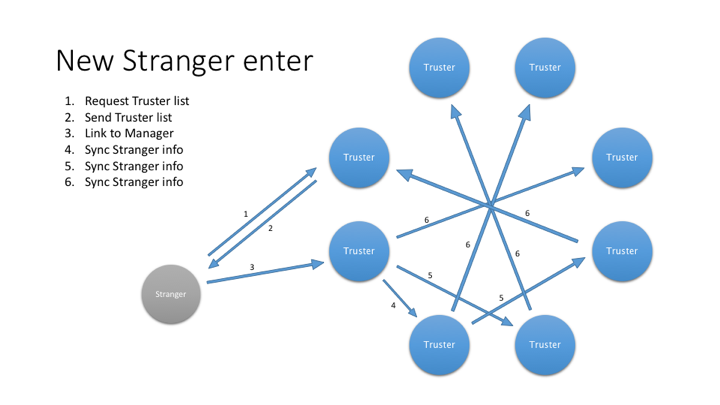 New Stranger enter
1. Request Truster list
2. Send Truster list
3. Link to Manager
4. Sync Stranger info
5. Sync Stranger info
6. Sync Stranger info
Truster
Truster
Truster
Truster
1
2
6
6
Truster
Truster
3
6
6
5
Stranger
4
5
Truster
Truster